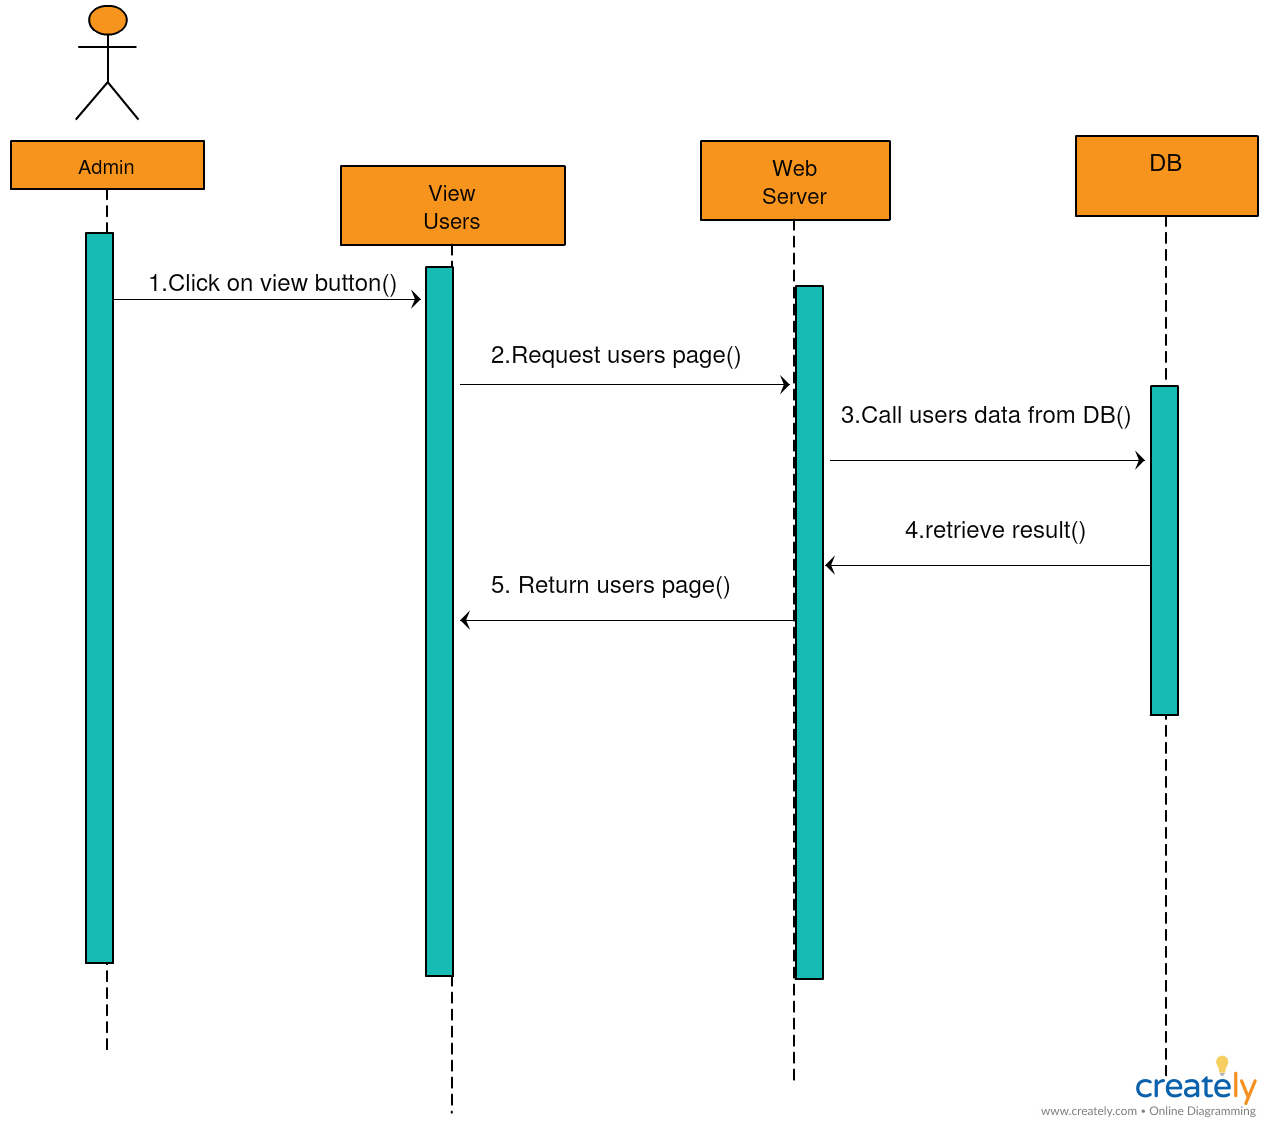 Admin
View
Users
Web
Server
DB
1.Click on view button()
2.Request users page()
3.Call users data from DB()
4.retrieve result()
5. Return users page()
creately
www.creately.com • Online Diagramming